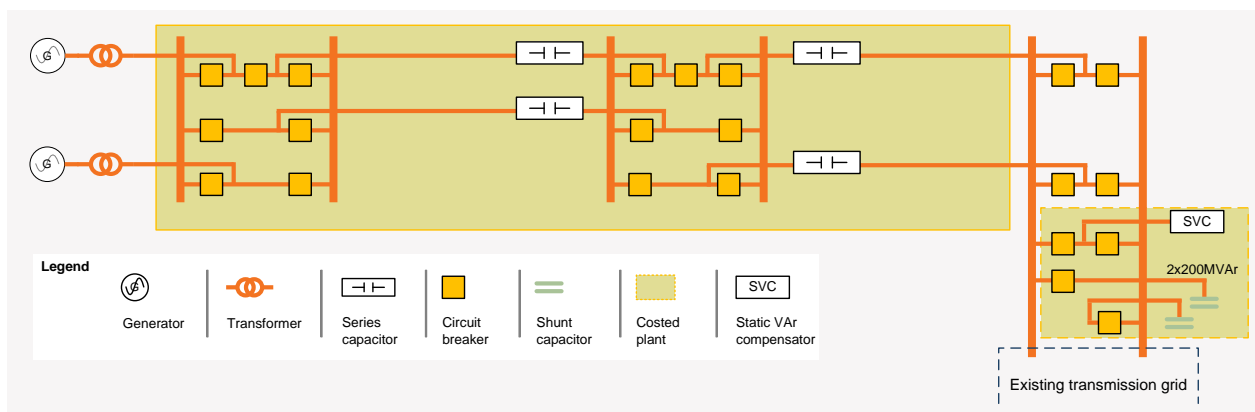 G
G
SVC
2x200MVAr
Legend
G
SVC
Generator
Transformer
Series
capacitor
Circuit
breaker
Shunt
capacitor
Costed
plant
Static VAr
compensator
Existing transmission grid